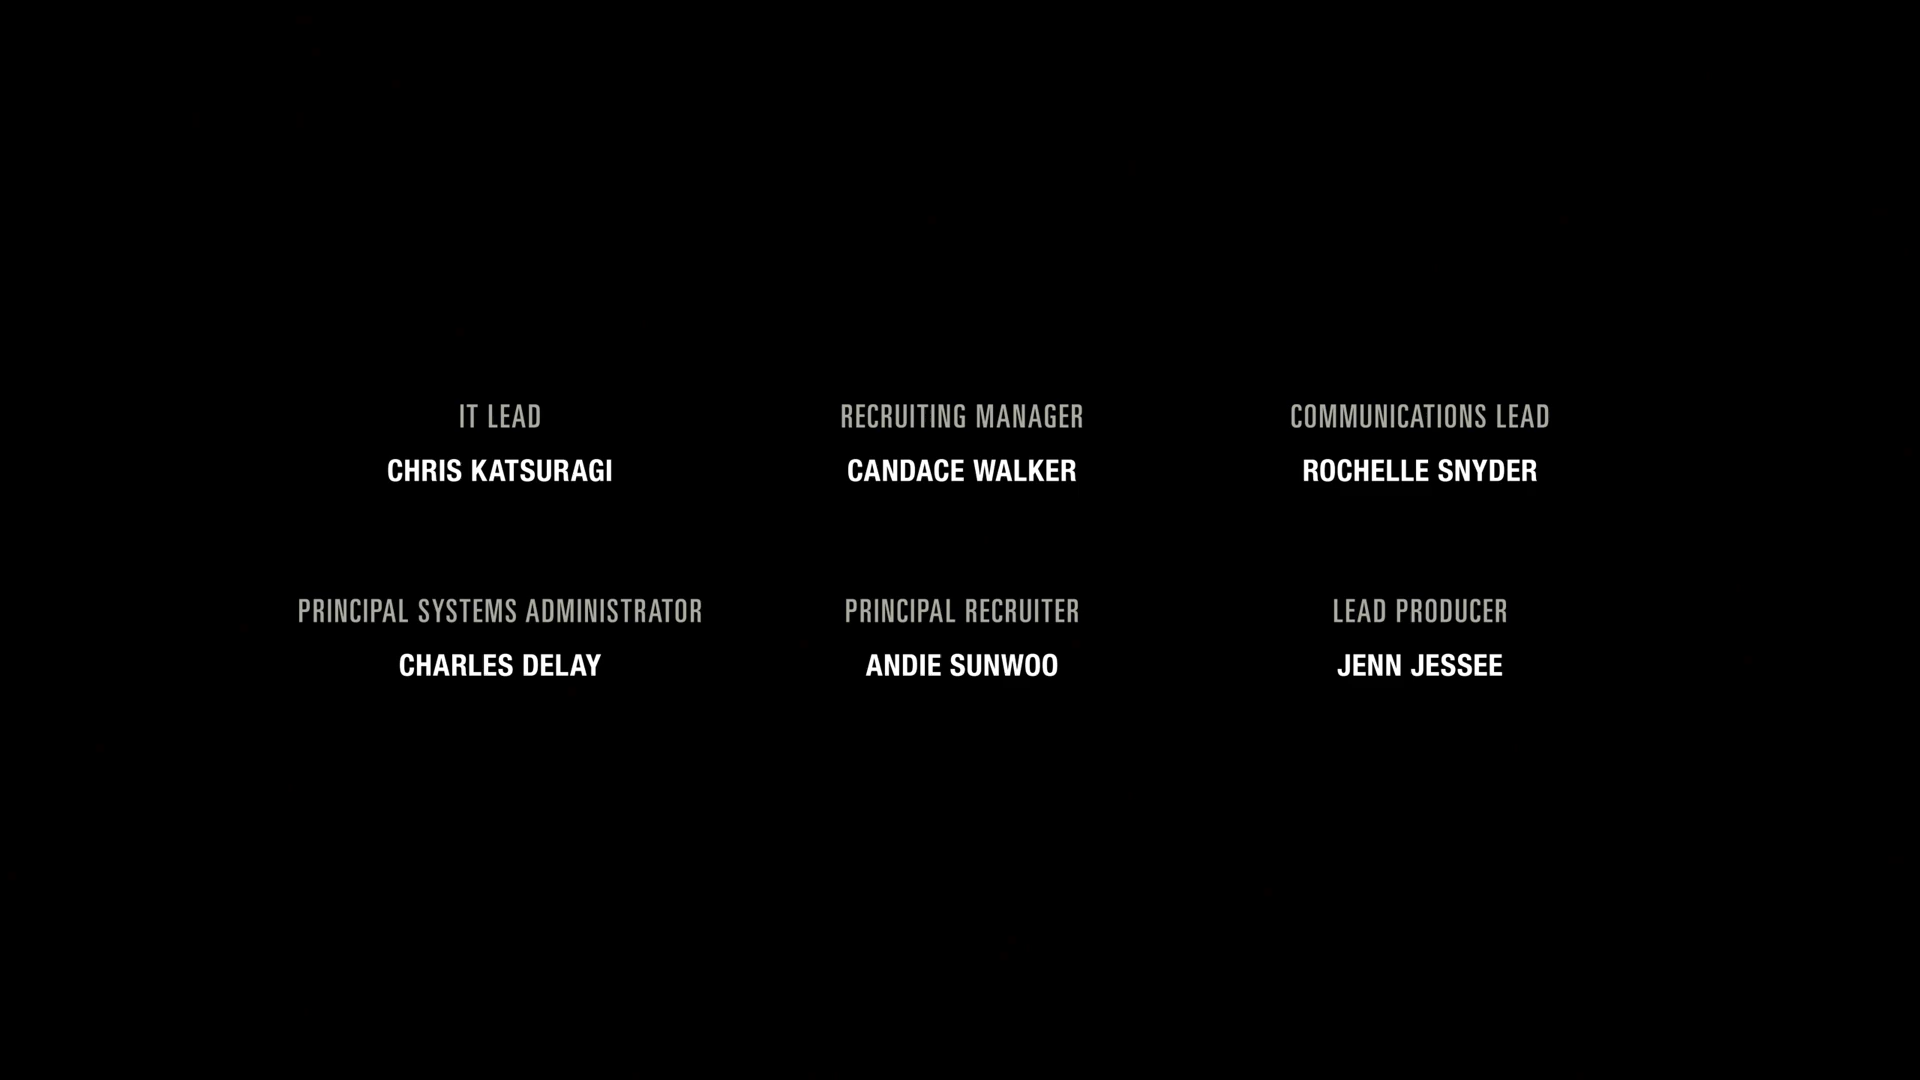 IT LEAD
CHRIS KATSURAGI
RECRUITING MANAGER
CANDACE WALKER
COMMUNICATIONS LEAD
ROCHELLE SNYDER
PRINCIPAL SYSTEMS ADMINISTRATOR
CHARLES DELAY
PRINCIPAL RECRUITER
ANDIE SUNWOO
LEAD PRODUCER
JENN JESSEE